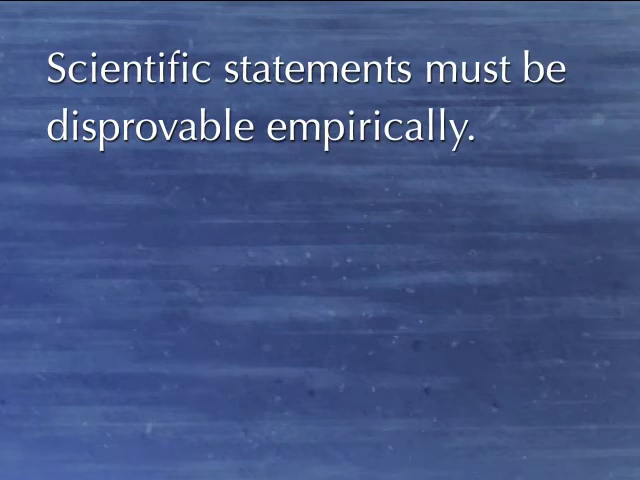 Scientific statements must be
disprovable empirically.